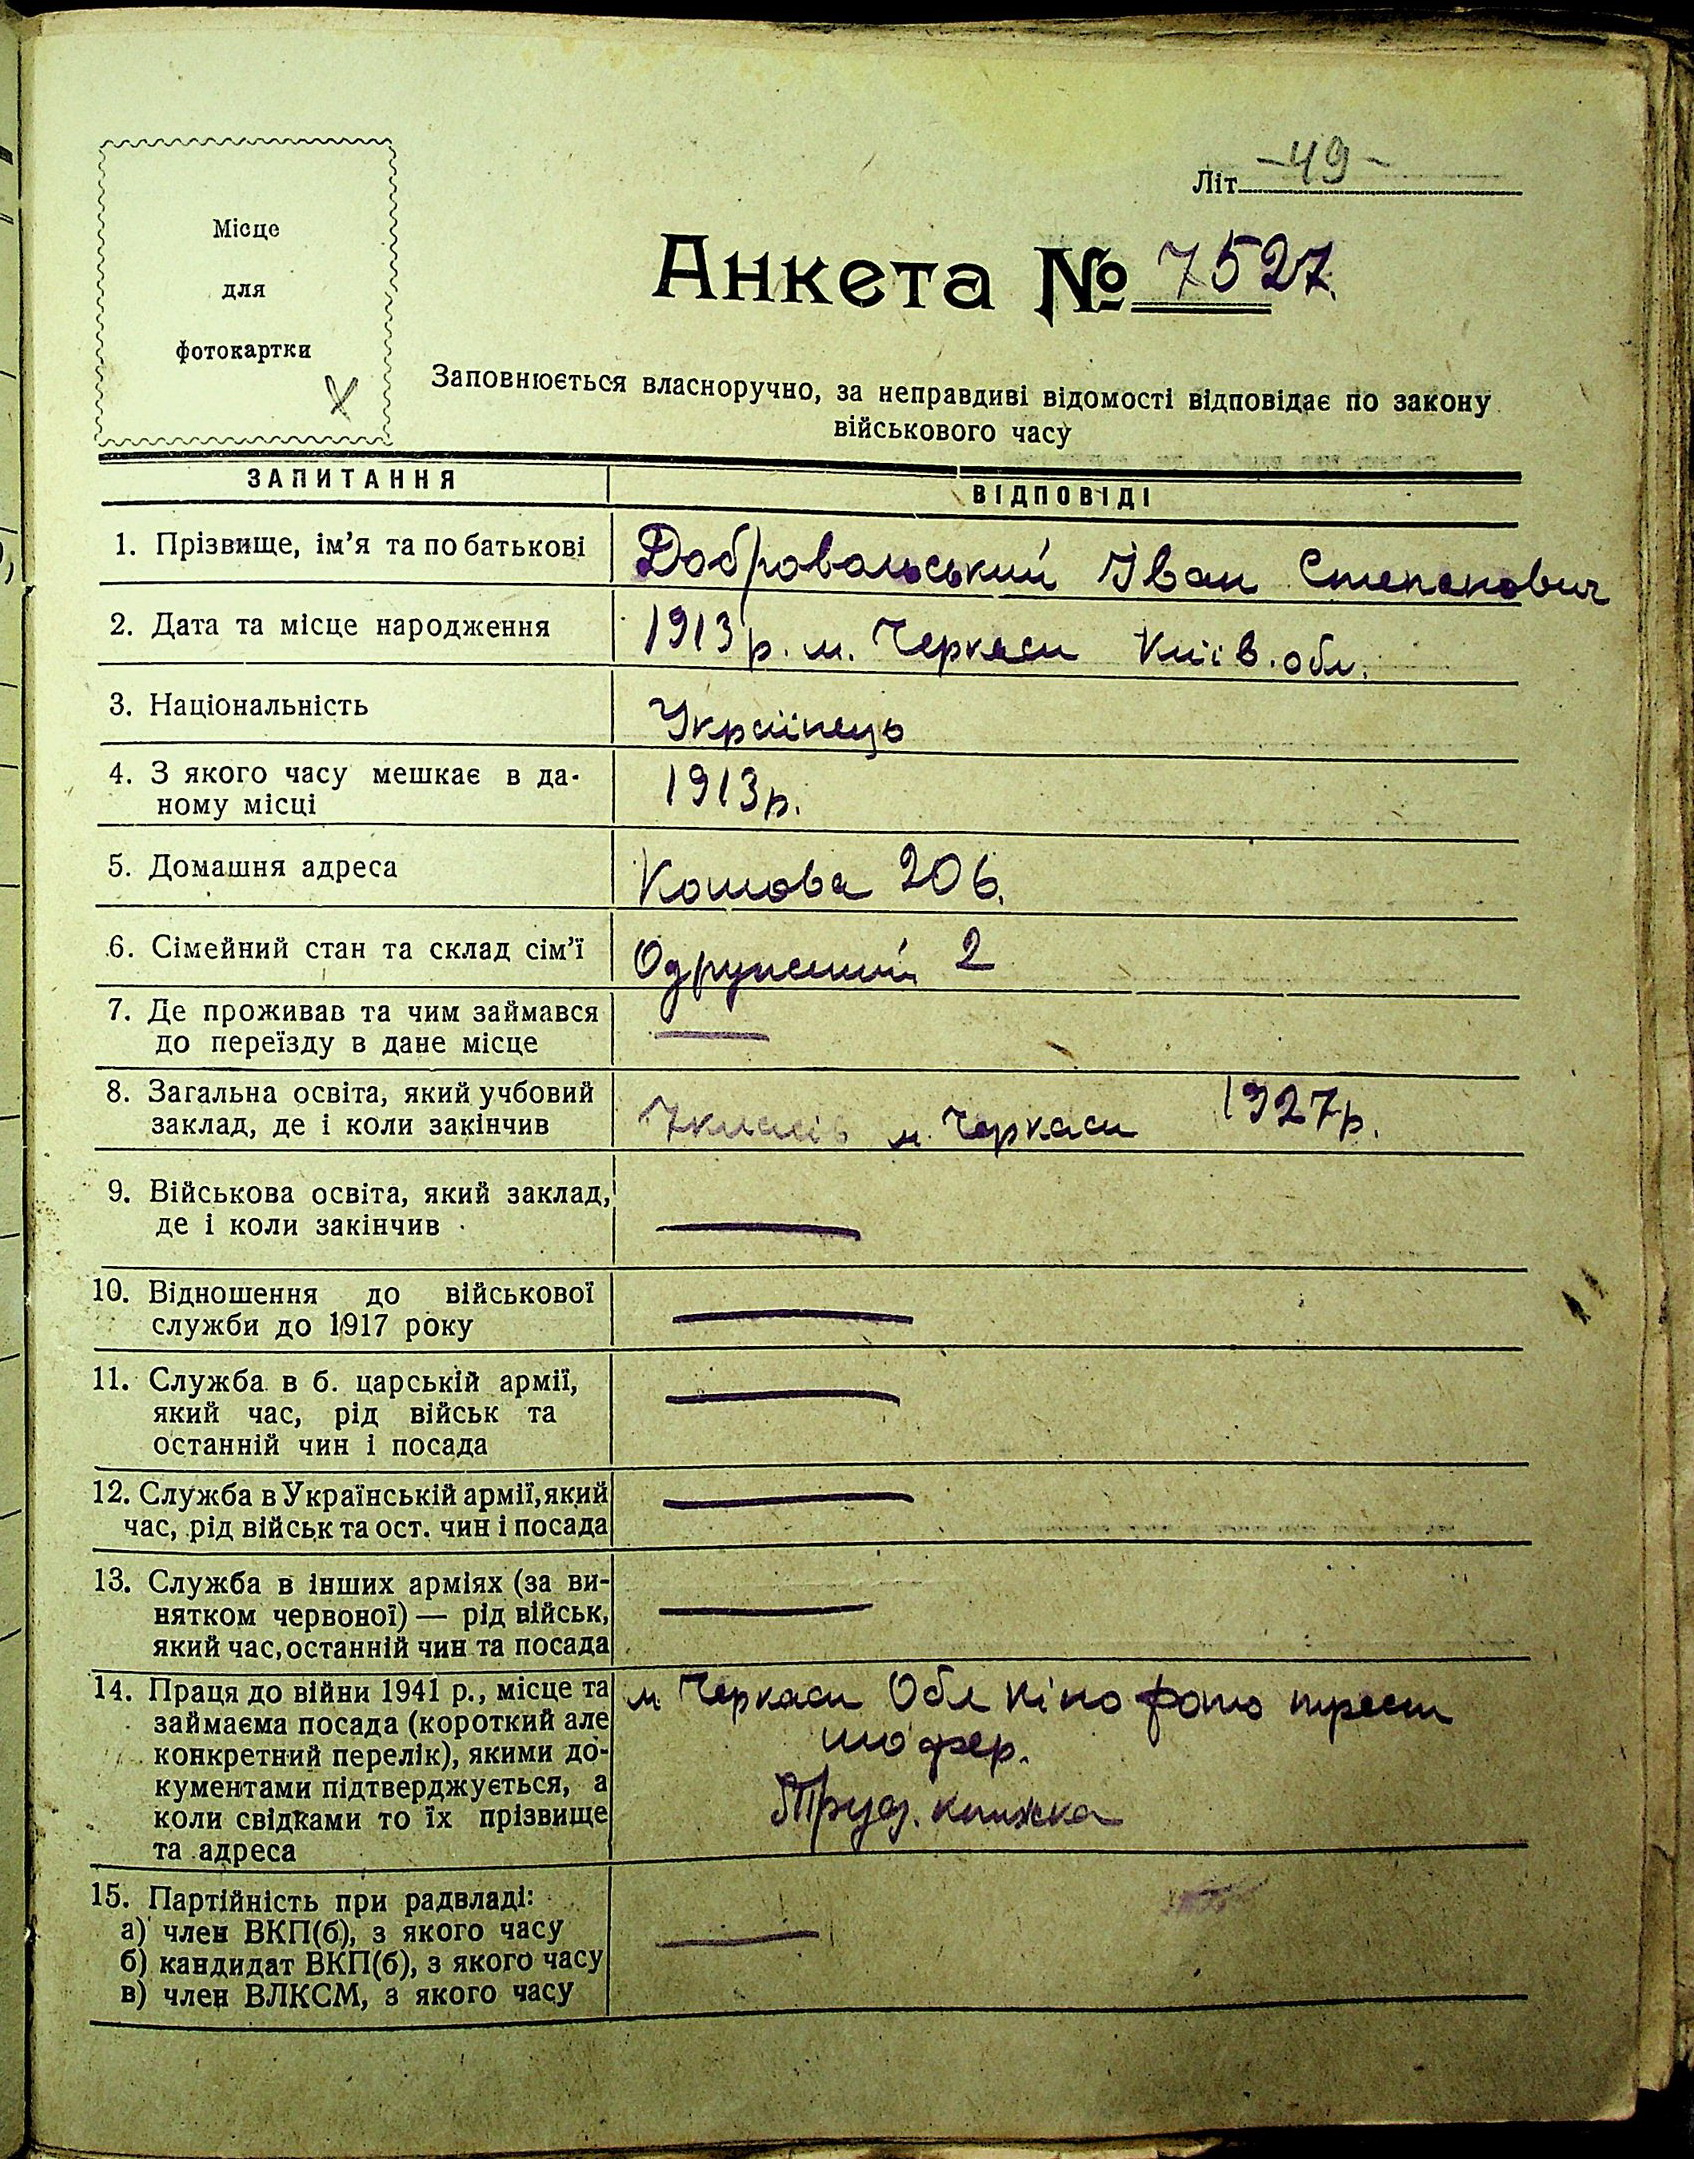 Літ -49-
Місце
для
фотокартки
Анкета № 7527.
Заповнюється власноручно, за неправдиві відомості відповідає по закону
військового часу
ЗАПИТАННЯ
ВІДПОВІДІ
1. Прізвище, ім’я та по батькові
Добровольський Іван Степанович
2. Дата та місце народження
1913 р. м. Черкаси Київ. обл.
3. Національність
Українець
4. З якого часу мешкає в да-
ному місці
1913 р.
5. Домашня адреса
206.
6. Сімейний стан та склад сім’ї
Одружений 2
7. Де проживав та чим займався
до переїзду в дане місце
—
8. Загальна освіта, який учбовий
заклад, де і коли закінчив
7 класів м. Черкаси 1927 р.
9. Військова освіта, який заклад,
де і коли закінчив
—
10. Відношення до військової
служби до 1917 року
—
11. Служба в б. царській армії,
який час, рід військ та
останній чин і посада
—
12. Служба в Українській армії, який
час, рід військ та ост. чин і посада
—
13. Служба в інших арміях (за ви-
нятком червоної) — рід військ,
який час, останній чин та посада
—
14. Праця до війни 1941 р., місце та
займаєма посада (короткий але
конкретний перелік), якими до-
кументами підтверджується, а
коли свідками то їх прізвище
та адреса
м Черкаси Обл кіно фото трест
шофер.
Труд. книжка
15. Партійність при радвладі:
а) член ВКП(б), з якого часу
б) кандидат ВКП(б), з якого часу
в) член ВЛКСМ, з якого часу
—